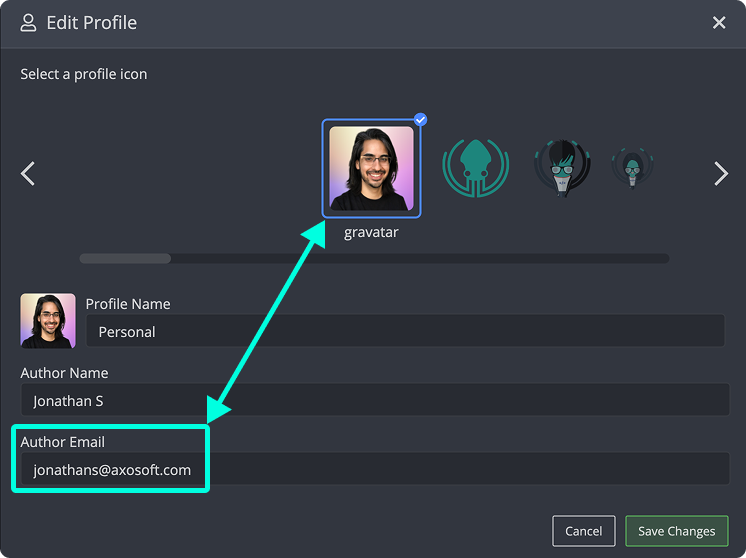 Edit Profile
Select a profile icon
gravatar
Profile Name
Personal
Author Name
Jonathan S
Author Email
jonathans@axosoft.com
Cancel
Save Changes